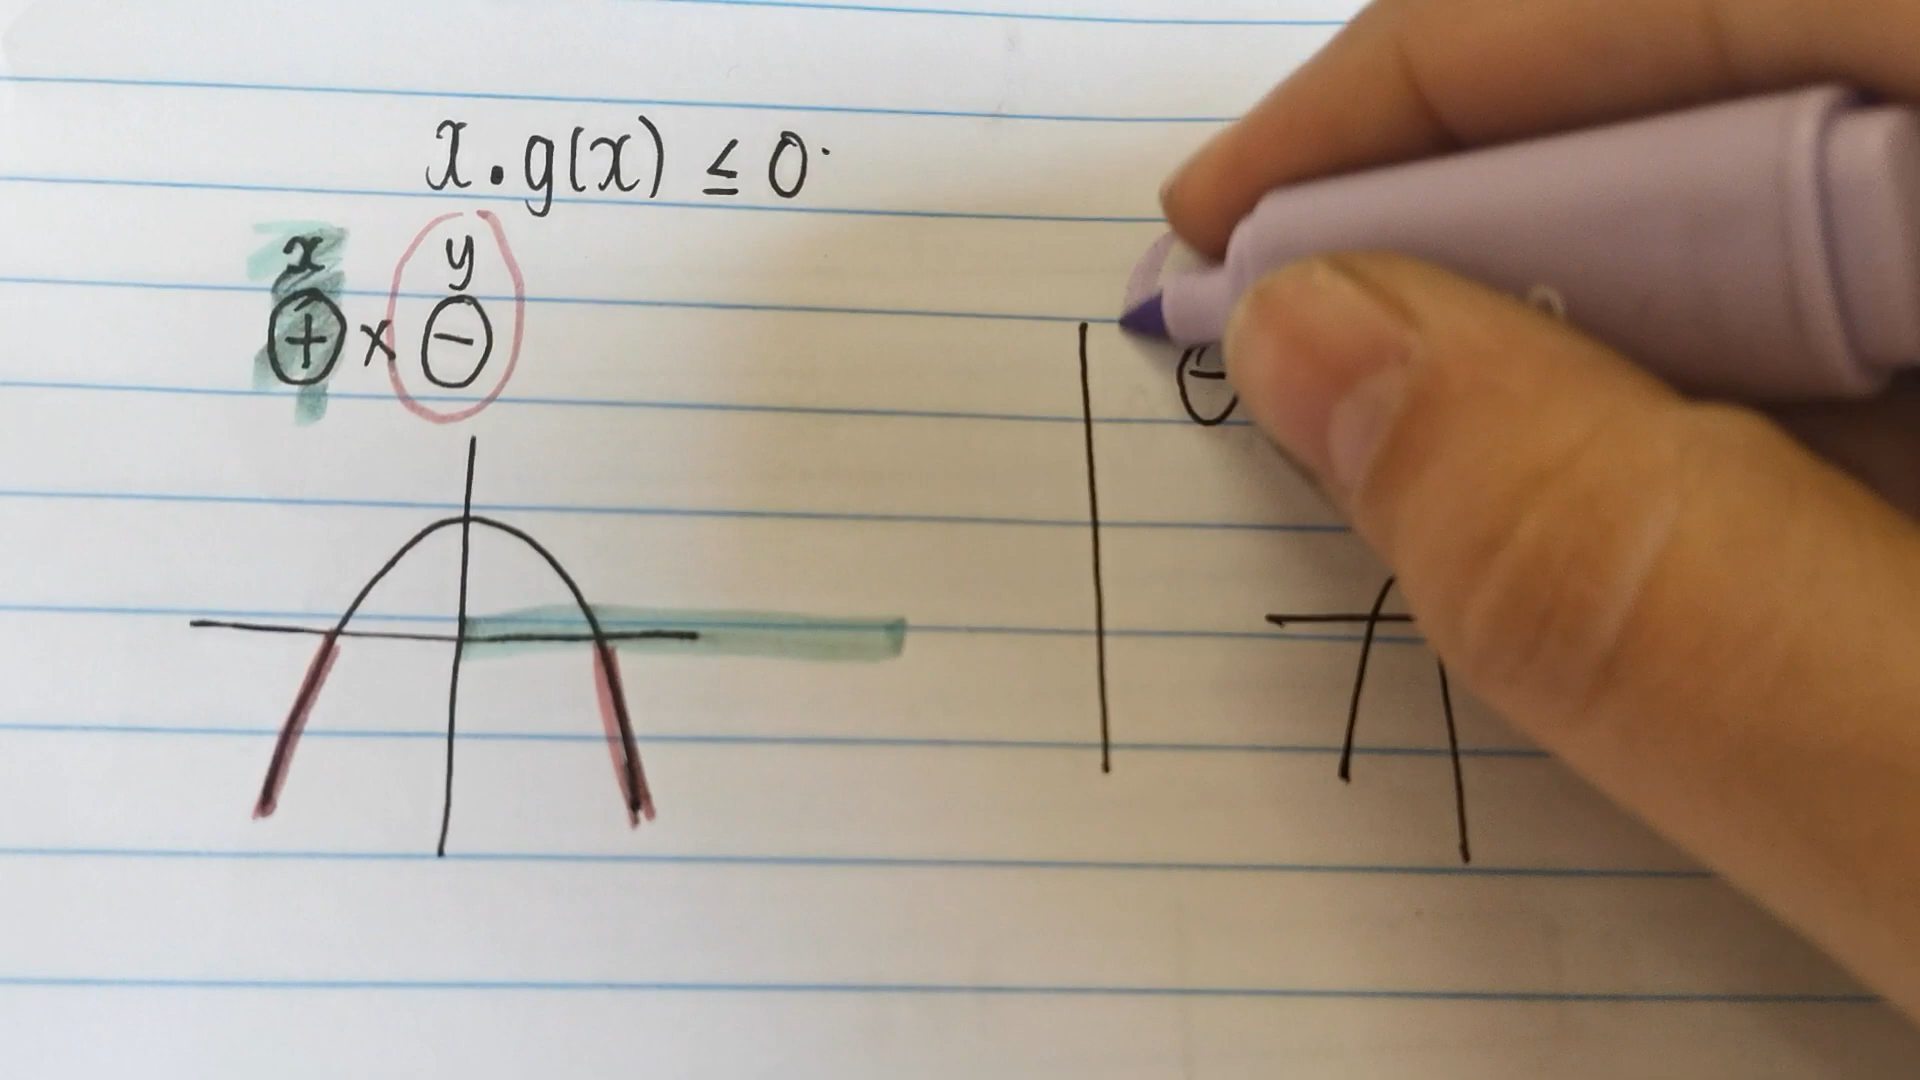 x . g(x) ≤ 0
x y
+ x −
−